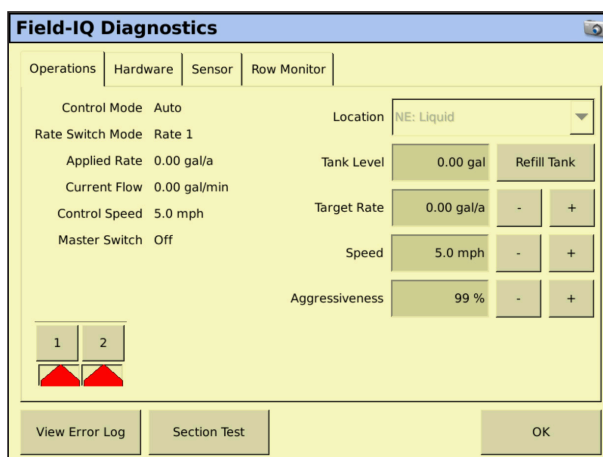 Field-IQ Diagnostics
Operations Hardware Sensor Row Monitor
Control Mode Auto
Rate Switch Mode Rate 1
Applied Rate 0.00 gal/a
Current Flow 0.00 gal/min
Control Speed 5.0 mph
Master Switch Off
Location NE: Liquid
Tank Level 0.00 gal Refill Tank
Target Rate 0.00 gal/a - +
Speed 5.0 mph - +
Aggressiveness 99 % - +
1 2
View Error Log Section Test OK